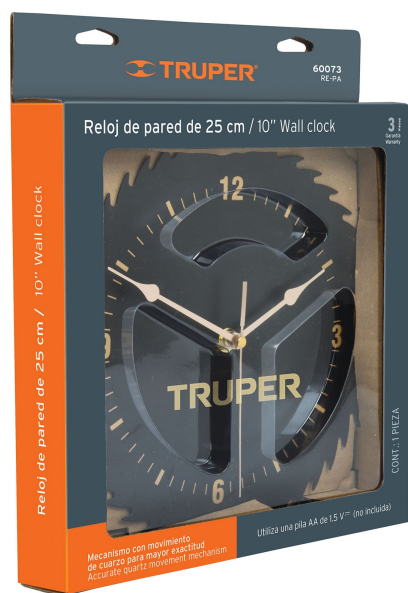 TRUPER®
60073
RE-PA
Reloj de pared de 25 cm / 10" Wall clock
3
Garantía
Warranty
12
3
6
9
TRUPER
Reloj de pared de 25 cm / 10" Wall clock
CONT.: 1 PIEZA
Mecanismo con movimiento
de cuarzo para mayor exactitud
Accurate quartz movement mechanism
Utiliza una pila AA de 1.5 V⎓ (no incluida)